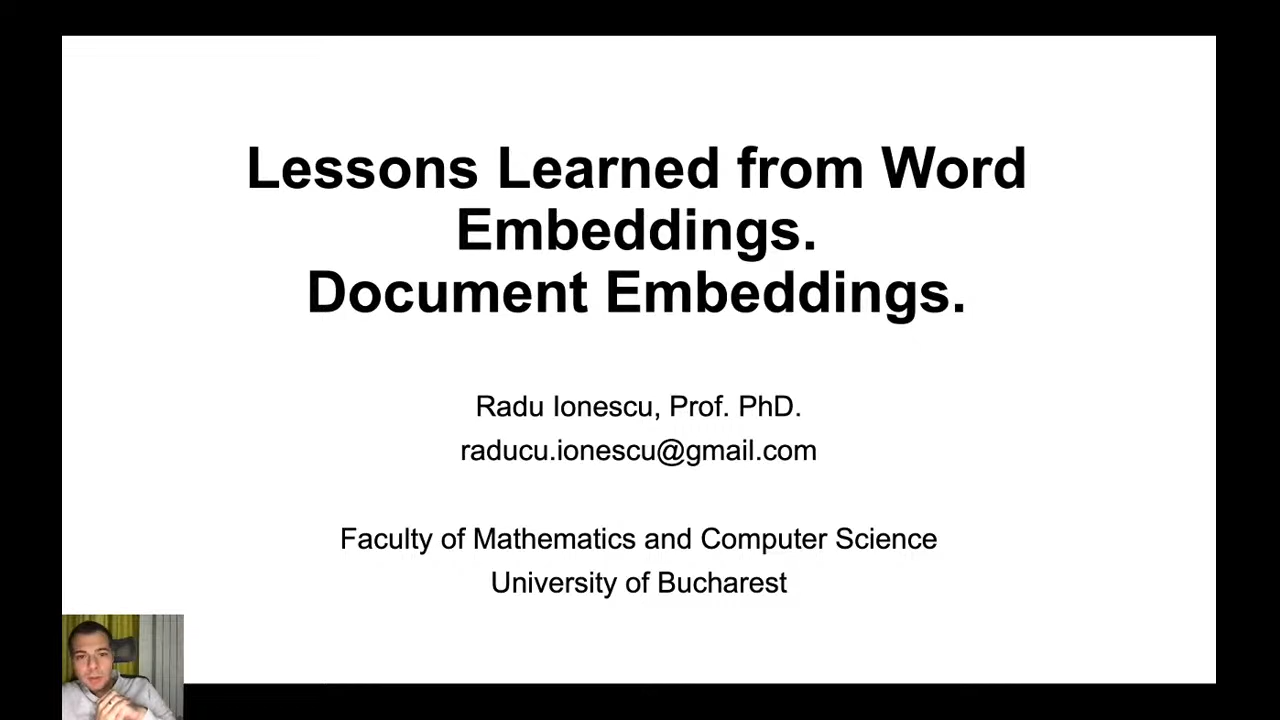 Lessons Learned from Word
Embeddings.
Document Embeddings.
Radu Ionescu, Prof. PhD.
raducu.ionescu@gmail.com
Faculty of Mathematics and Computer Science
University of Bucharest